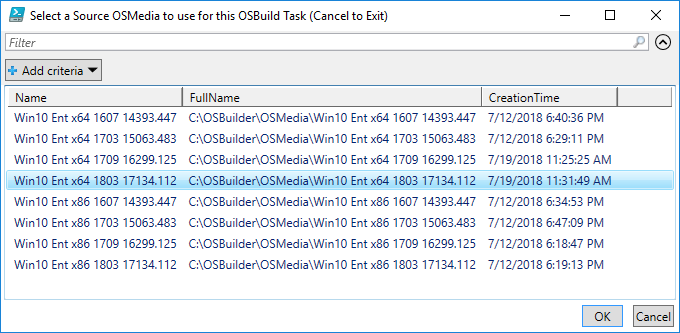 Select a Source OSMedia to use for this OSBuild Task (Cancel to Exit)
Filter
Add criteria
Name FullName CreationTime
Win10 Ent x64 1607 14393.447 C:\OSBuilder\OSMedia\Win10 Ent x64 1607 14393.447 7/12/2018 6:40:36 PM
Win10 Ent x64 1703 15063.483 C:\OSBuilder\OSMedia\Win10 Ent x64 1703 15063.483 7/12/2018 6:29:11 PM
Win10 Ent x64 1709 16299.125 C:\OSBuilder\OSMedia\Win10 Ent x64 1709 16299.125 7/19/2018 11:25:25 AM
Win10 Ent x64 1803 17134.112 C:\OSBuilder\OSMedia\Win10 Ent x64 1803 17134.112 7/19/2018 11:31:49 AM
Win10 Ent x86 1607 14393.447 C:\OSBuilder\OSMedia\Win10 Ent x86 1607 14393.447 7/12/2018 6:34:53 PM
Win10 Ent x86 1703 15063.483 C:\OSBuilder\OSMedia\Win10 Ent x86 1703 15063.483 7/12/2018 6:47:09 PM
Win10 Ent x86 1709 16299.125 C:\OSBuilder\OSMedia\Win10 Ent x86 1709 16299.125 7/12/2018 6:18:47 PM
Win10 Ent x86 1803 17134.112 C:\OSBuilder\OSMedia\Win10 Ent x86 1803 17134.112 7/12/2018 6:19:13 PM
OK Cancel